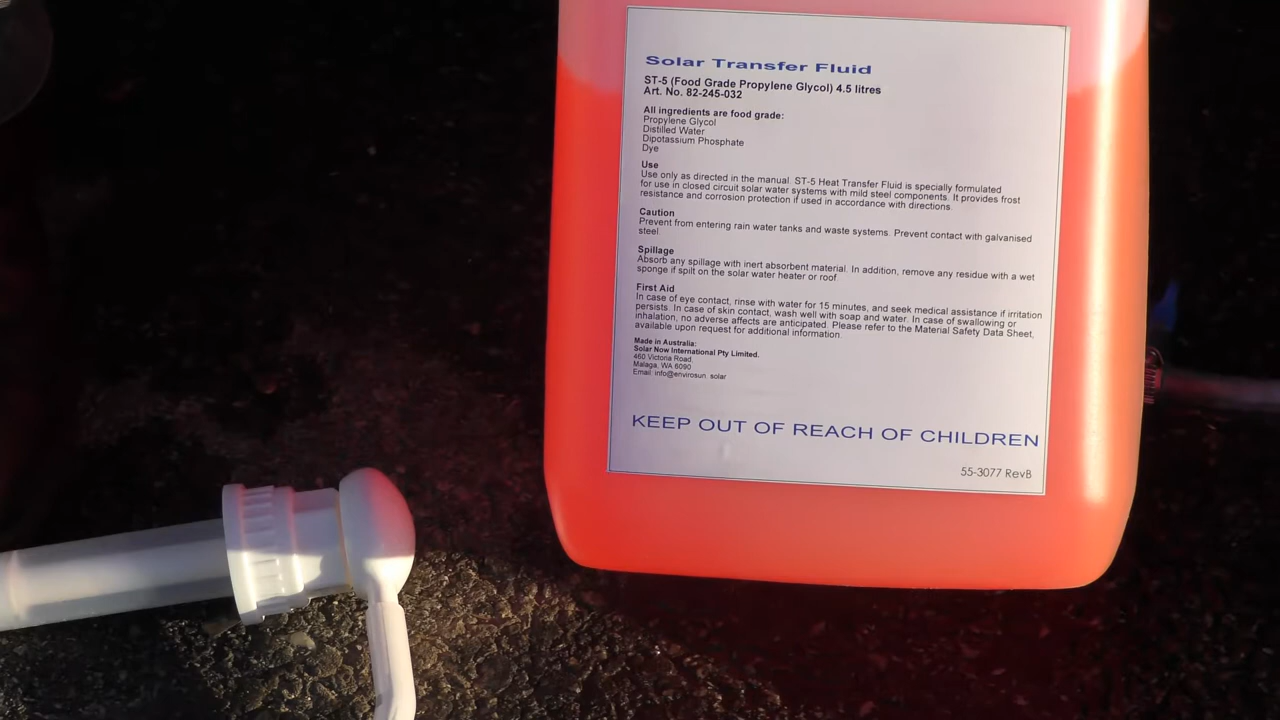 Solar Transfer Fluid
ST-5 (Food Grade Propylene Glycol) 4.5 litres
Art. No. 82-245-032
All ingredients are food grade:
Propylene Glycol
Distilled Water
Dipotassium Phosphate
Dye
Use
Use only as directed in the manual. ST-5 Heat Transfer Fluid is specially formulated
for use in closed circuit solar water systems with mild steel components. It provides frost
resistance and corrosion protection if used in accordance with directions.
Caution
Prevent from entering rain water tanks and waste systems. Prevent contact with galvanised
steel.
Spillage
Absorb any spillage with inert absorbent material. In addition, remove any residue with a wet
sponge if spilt on the solar water heater or roof.
First Aid
In case of eye contact, rinse with water for 15 minutes, and seek medical assistance if irritation
persists. In case of skin contact, wash well with soap and water. In case of swallowing or
inhalation, no adverse affects are anticipated. Please refer to the Material Safety Data Sheet,
available upon request for additional information.
Made in Australia:
Solar Now International Pty Limited.
460 Victoria Road,
Malaga, WA 6090
Email: info@envirosun.solar
KEEP OUT OF REACH OF CHILDREN
55-3077 RevB